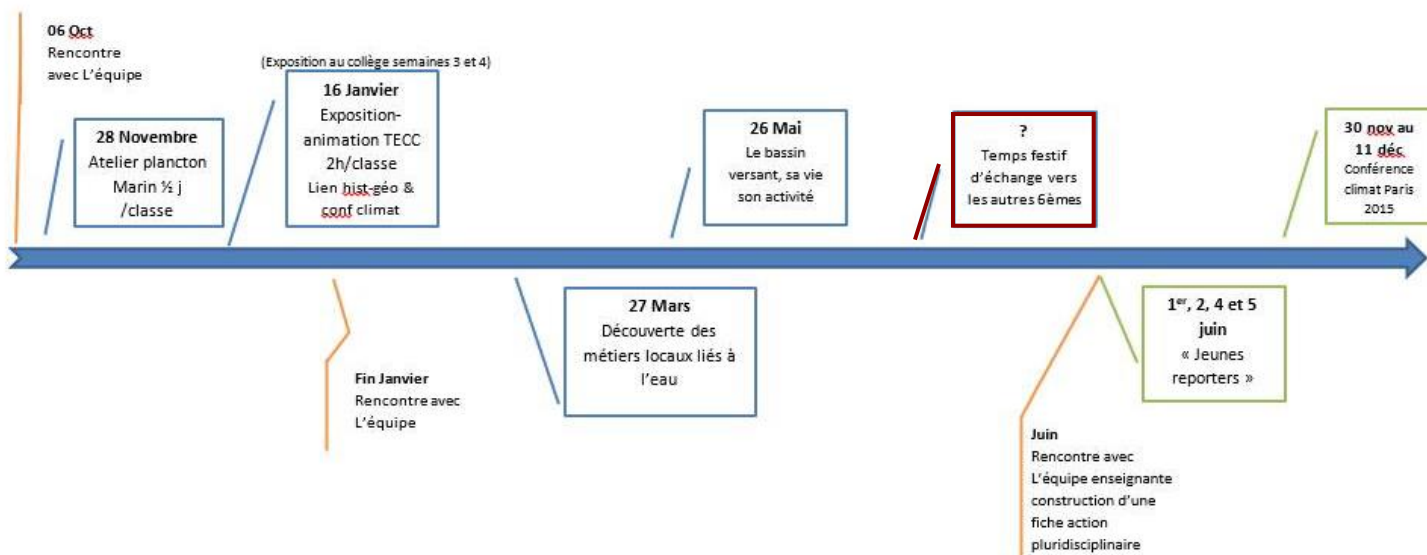 06 Oct
Rencontre
avec L'équipe
28 Novembre
Atelier plancton
Marin ½ j
/classe
(Exposition au collège semaines 3 et 4)
16 Janvier
Exposition-
animation TECC
2h/classe
Lien hist-géo &
conf climat
Fin Janvier
Rencontre avec
L'équipe
27 Mars
Découverte des
métiers locaux liés à
l'eau
26 Mai
Le bassin
versant, sa vie
son activité
?
Temps festif
d'échange vers
les autres 6èmes
Juin
Rencontre avec
L'équipe enseignante
construction d'une
fiche action
pluridisciplinaire
1er, 2, 4 et 5
juin
« Jeunes
reporters »
30 nov au
11 déc
Conférence
climat Paris
2015